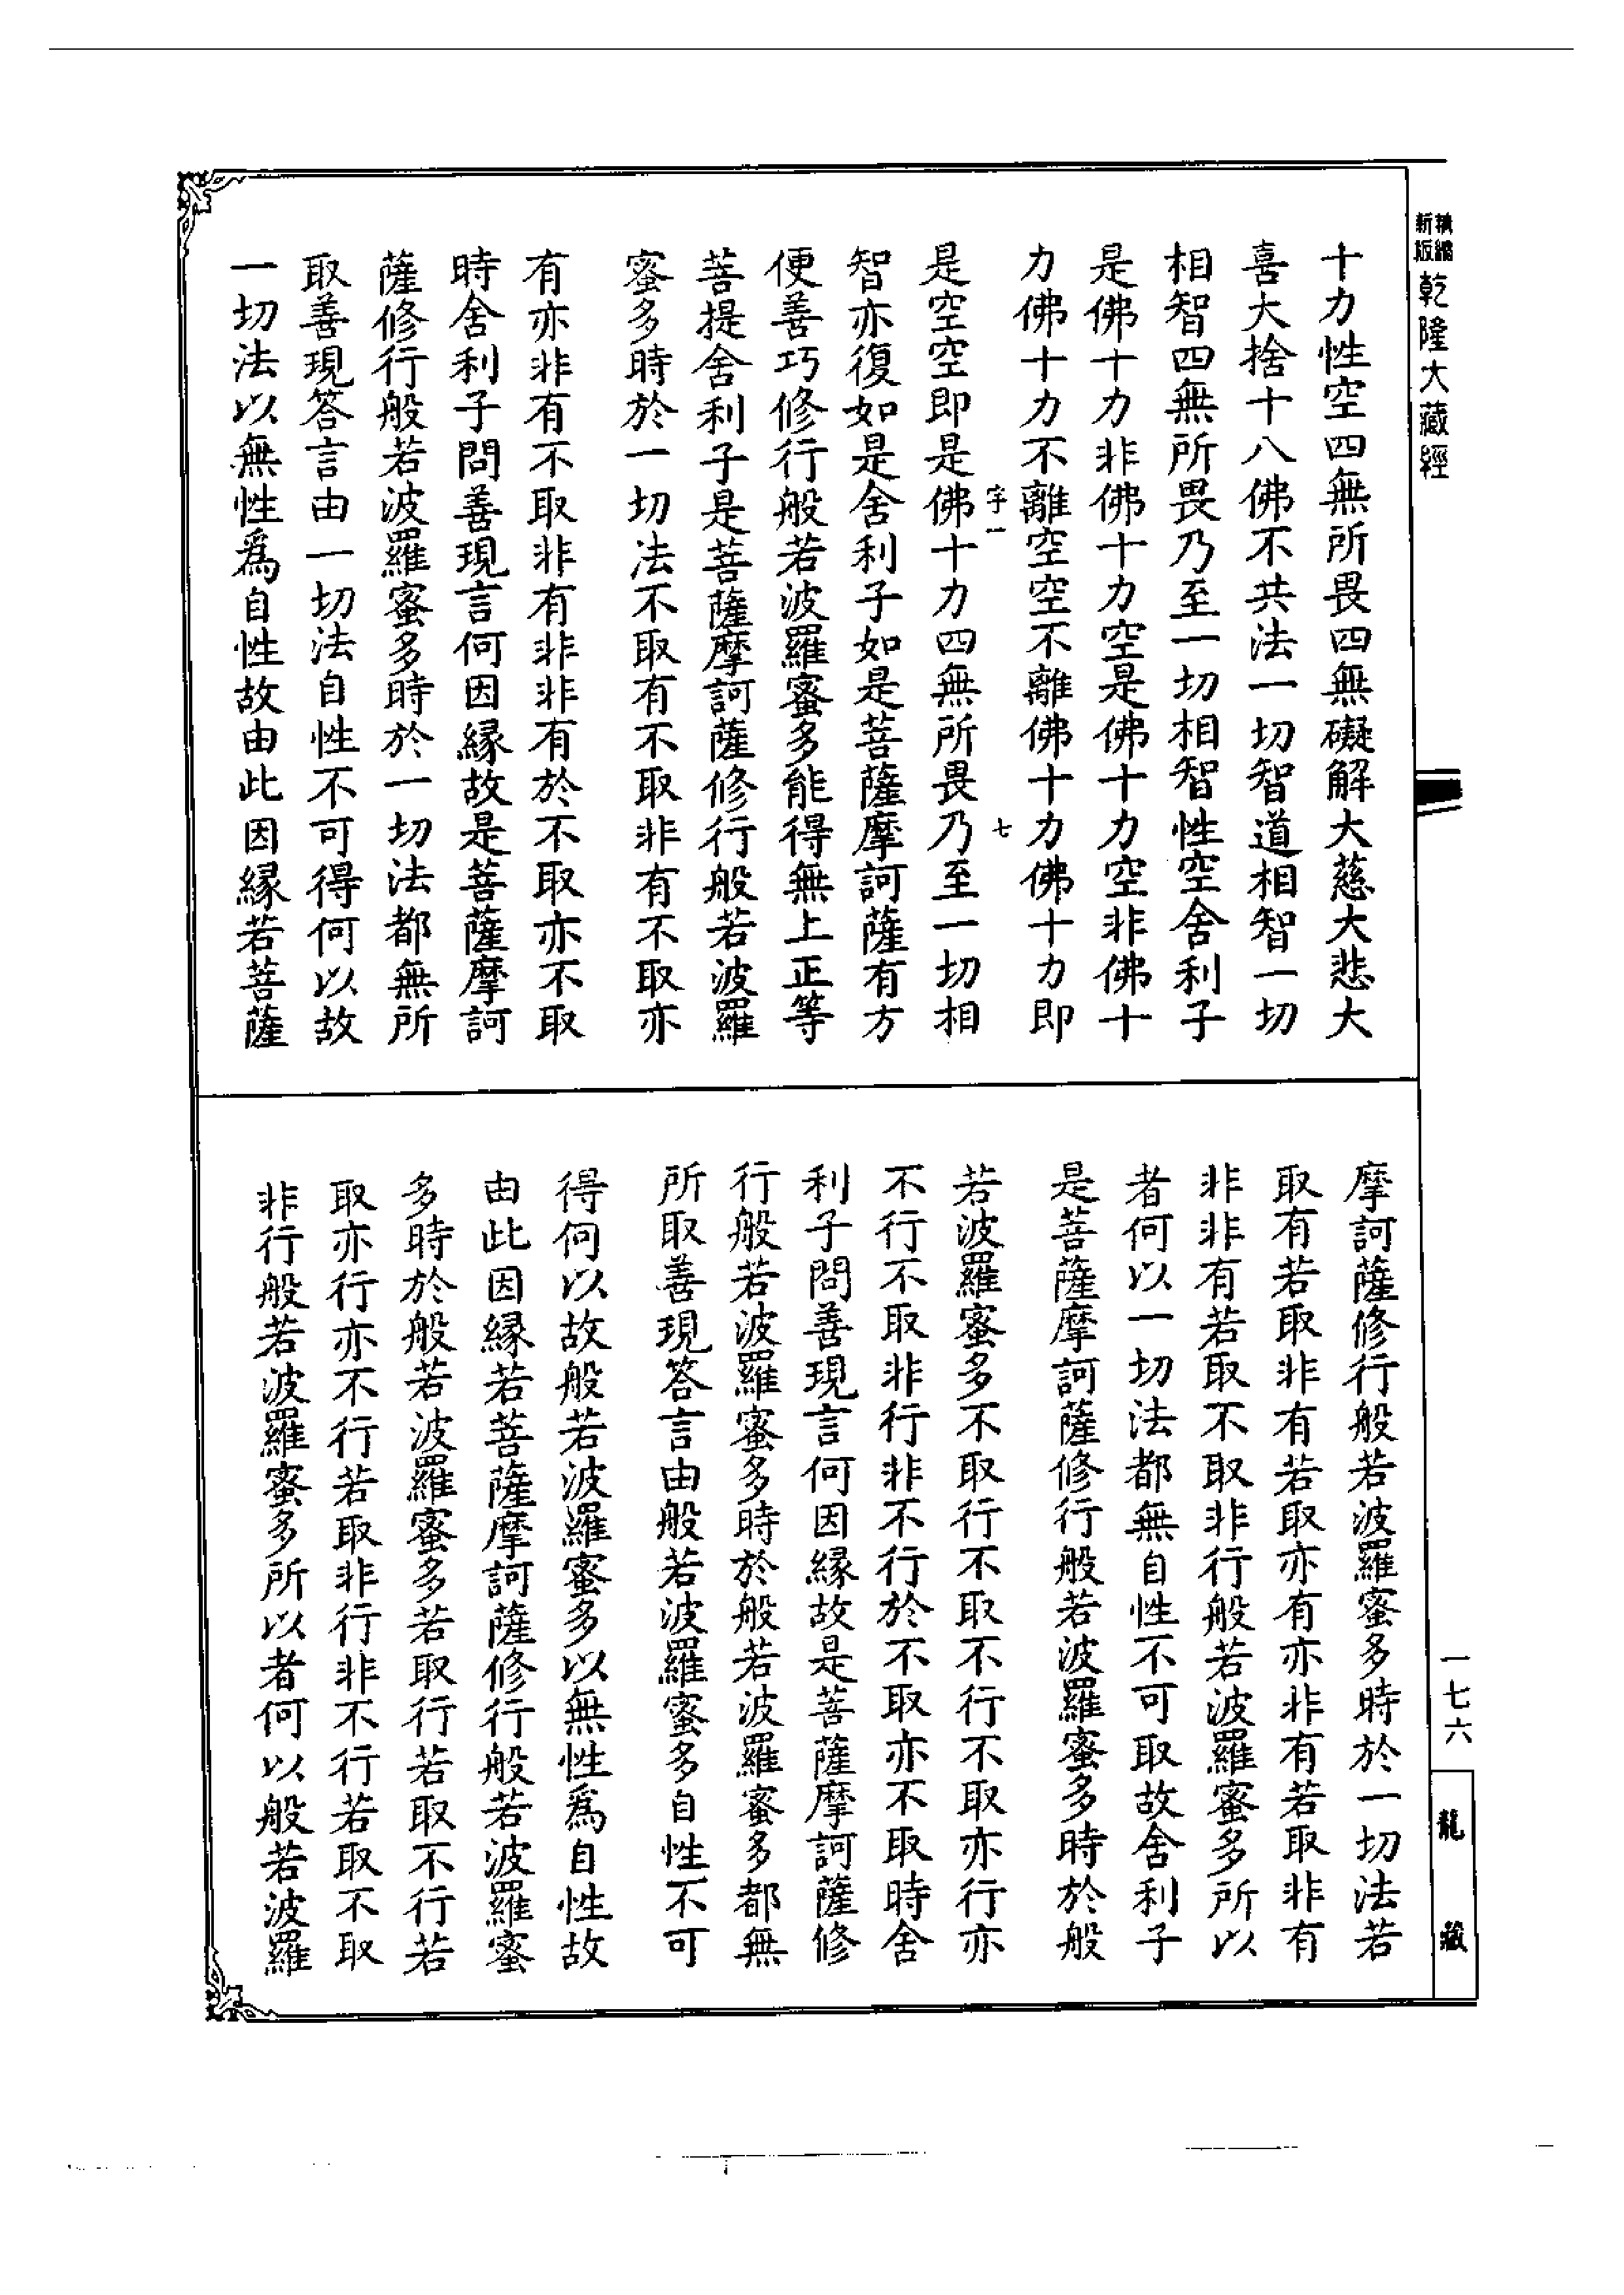 新編
縮版
乾隆大藏經
十力性空四無所畏四無礙解大慈大悲大
喜大捨十八佛不共法一切智道相智一切
相智四無所畏乃至一切相智性空舍利子
是佛十力非佛十力空是佛十力空非佛十
力佛十力不離空空不離佛十力佛十力即
字一
七
是空空即是佛十力四無所畏乃至一切相
智亦復如是舍利子如是菩薩摩訶薩有方
便善巧修行般若波羅蜜多能得無上正等
菩提舍利子是菩薩摩訶薩修行般若波羅
蜜多時於一切法不取有不取非有不取亦
有亦非有不取非有非非有於不取亦不取
時舍利子問善現言何因緣故是菩薩摩訶
薩修行般若波羅蜜多時於一切法都無所
取善現答言由一切法自性不可得何以故
一切法以無性爲自性故由此因緣若菩薩
摩訶薩修行般若波羅蜜多時於一切法若
取有若取非有若取亦有亦非有若取非有
非非有若取不取非行般若波羅蜜多所以
者何以一切法都無自性不可取故舍利子
是菩薩摩訶薩修行般若波羅蜜多時於般
若波羅蜜多不取行不取不行不取亦行亦
不行不取非行非不行於不取亦不取時舍
利子問善現言何因緣故是菩薩摩訶薩修
行般若波羅蜜多時於般若波羅蜜多都無
所取善現答言由般若波羅蜜多自性不可
得何以故般若波羅蜜多以無性爲自性故
由此因緣若菩薩摩訶薩修行般若波羅蜜
多時於般若波羅蜜多若取行若取不行若
取亦行亦不行若取非行非不行若取不取
非行般若波羅蜜多所以者何以般若波羅
一七六
龍藏